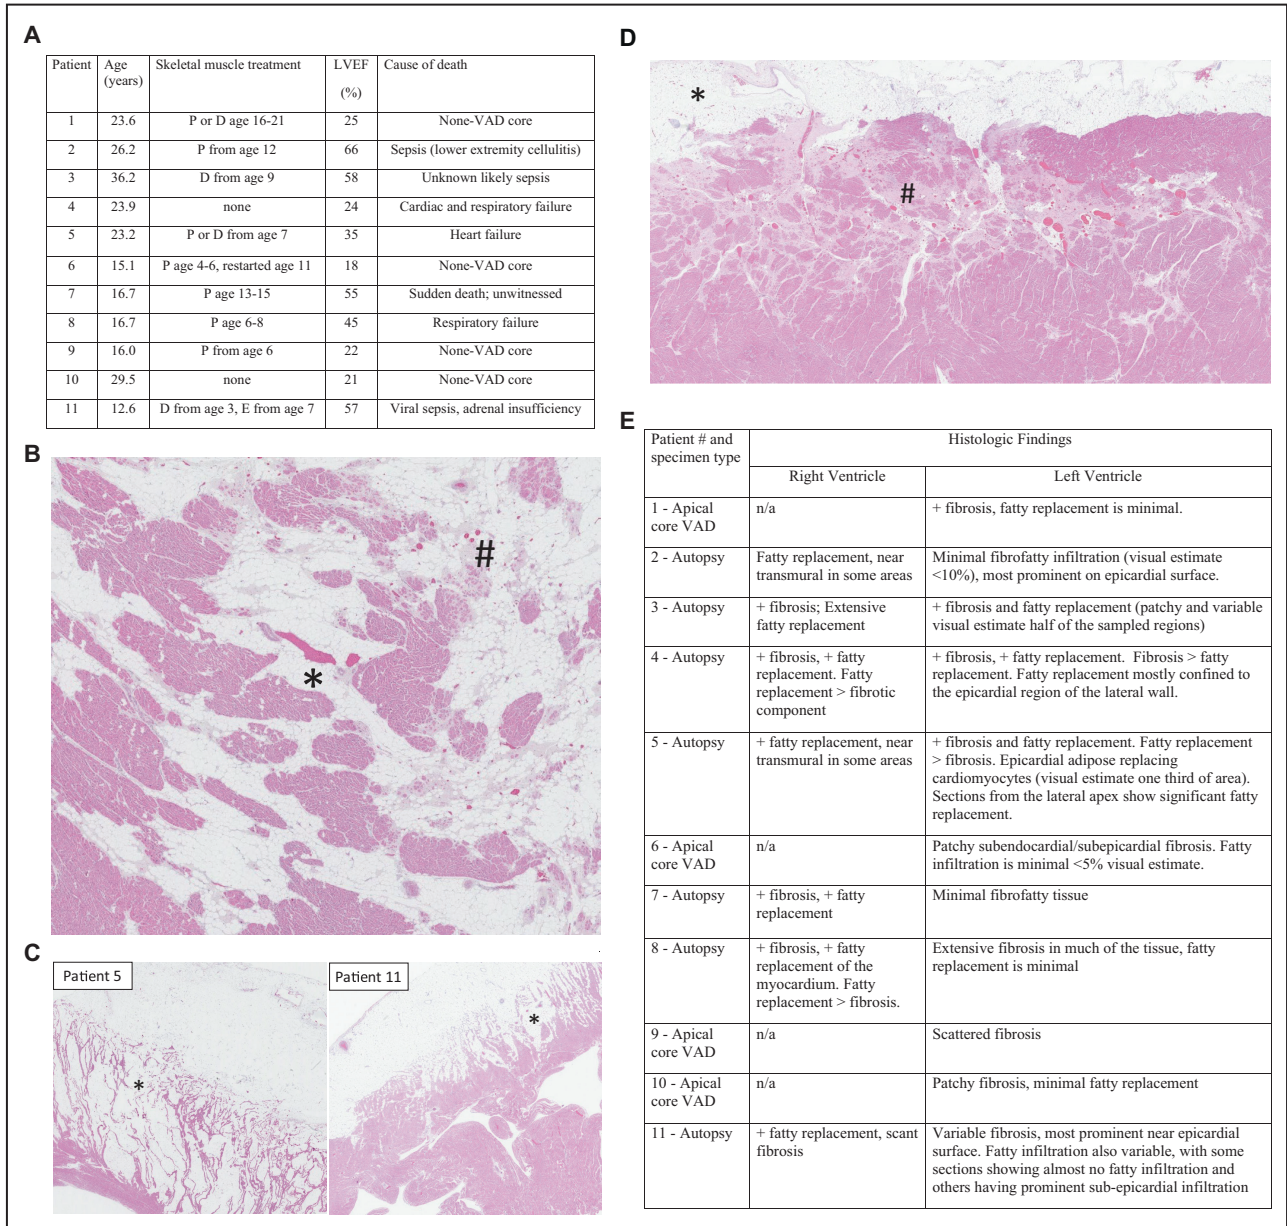 A
Patient Age (years) Skeletal muscle treatment LVEF (%) Cause of death
1 23.6 P or D age 16-21 25 None-VAD core
2 26.2 P from age 12 66 Sepsis (lower extremity cellulitis)
3 36.2 D from age 9 58 Unknown likely sepsis
4 23.9 none 24 Cardiac and respiratory failure
5 23.2 P or D from age 7 35 Heart failure
6 15.1 P age 4-6, restarted age 11 18 None-VAD core
7 16.7 P age 13-15 55 Sudden death; unwitnessed
8 16.7 P age 6-8 45 Respiratory failure
9 16.0 P from age 6 22 None-VAD core
10 29.5 none 21 None-VAD core
11 12.6 D from age 3, E from age 7 57 Viral sepsis, adrenal insufficiency
B
#
*
C
Patient 5
*
Patient 11
*
D
*
#
E
Patient # and specimen type
Histologic Findings
Right Ventricle Left Ventricle
1 - Apical
core VAD
n/a
+ fibrosis, fatty replacement is minimal.
2 - Autopsy
Fatty replacement, near
transmural in some areas
Minimal fibrofatty infiltration (visual estimate
<10%), most prominent on epicardial surface.
3 - Autopsy
+ fibrosis; Extensive
fatty replacement
+ fibrosis and fatty replacement (patchy and variable
visual estimate half of the sampled regions)
4 - Autopsy
+ fibrosis, + fatty
replacement. Fatty
replacement > fibrotic
component
+ fibrosis, + fatty replacement. Fibrosis > fatty
replacement. Fatty replacement mostly confined to
the epicardial region of the lateral wall.
5 - Autopsy
+ fatty replacement, near
transmural in some areas
+ fibrosis and fatty replacement. Fatty replacement
> fibrosis. Epicardial adipose replacing
cardiomyocytes (visual estimate one third of area).
Sections from the lateral apex show significant fatty
replacement.
6 - Apical
core VAD
n/a
Patchy subendocardial/subepicardial fibrosis. Fatty
infiltration is minimal <5% visual estimate.
7 - Autopsy
+ fibrosis, + fatty
replacement
Minimal fibrofatty tissue
8 - Autopsy
+ fibrosis, + fatty
replacement of the
myocardium. Fatty
replacement > fibrosis.
Extensive fibrosis in much of the tissue, fatty
replacement is minimal
9 - Apical
core VAD
n/a
Scattered fibrosis
10 - Apical
core VAD
n/a
Patchy fibrosis, minimal fatty replacement
11 - Autopsy
+ fatty replacement, scant
fibrosis
Variable fibrosis, most prominent near epicardial
surface. Fatty infiltration also variable, with some
sections showing almost no fatty infiltration and
others having prominent sub-epicardial infiltration